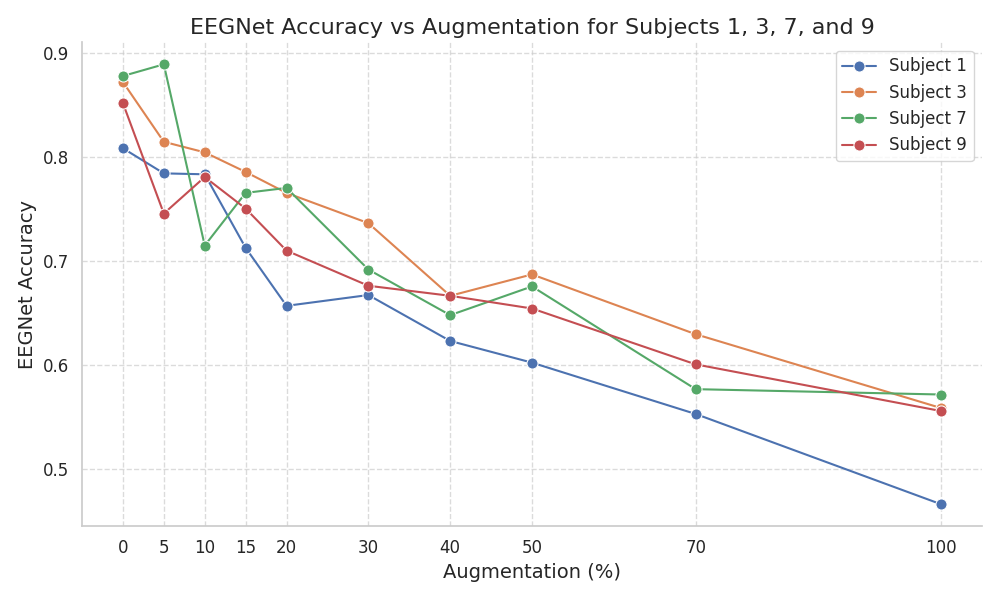 EEGNet Accuracy vs Augmentation for Subjects 1, 3, 7, and 9
Subject 1
Subject 3
Subject 7
Subject 9
EEGNet Accuracy
0.9
0.8
0.7
0.6
0.5
0 5 10 15 20 30 40 50 70 100
Augmentation (%)